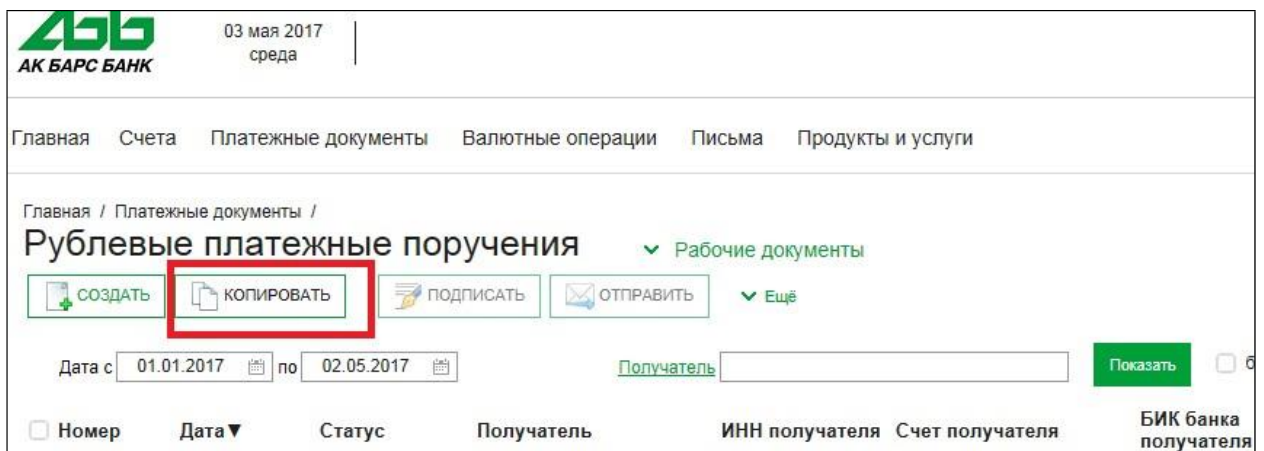 03 мая 2017
среда
АК БАРС БАНК
Главная Счета Платежные документы Валютные операции Письма Продукты и услуги
Главная / Платежные документы /
Рублевые платежные поручения Рабочие документы
СОЗДАТЬ КОПИРОВАТЬ ПОДПИСАТЬ ОТПРАВИТЬ Ещё
Дата с 01.01.2017 по 02.05.2017 Получатель Показать
Номер Дата▼ Статус Получатель ИНН получателя Счет получателя БИК банка
получателя